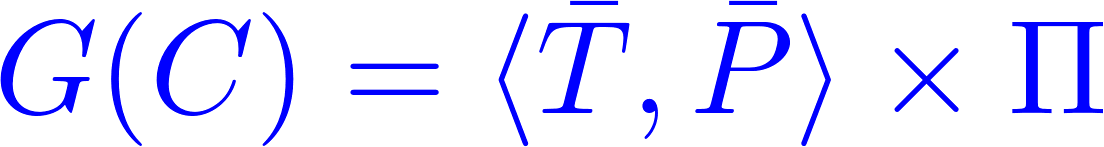 G(C) = ⟨T̄, P̄⟩ × Π